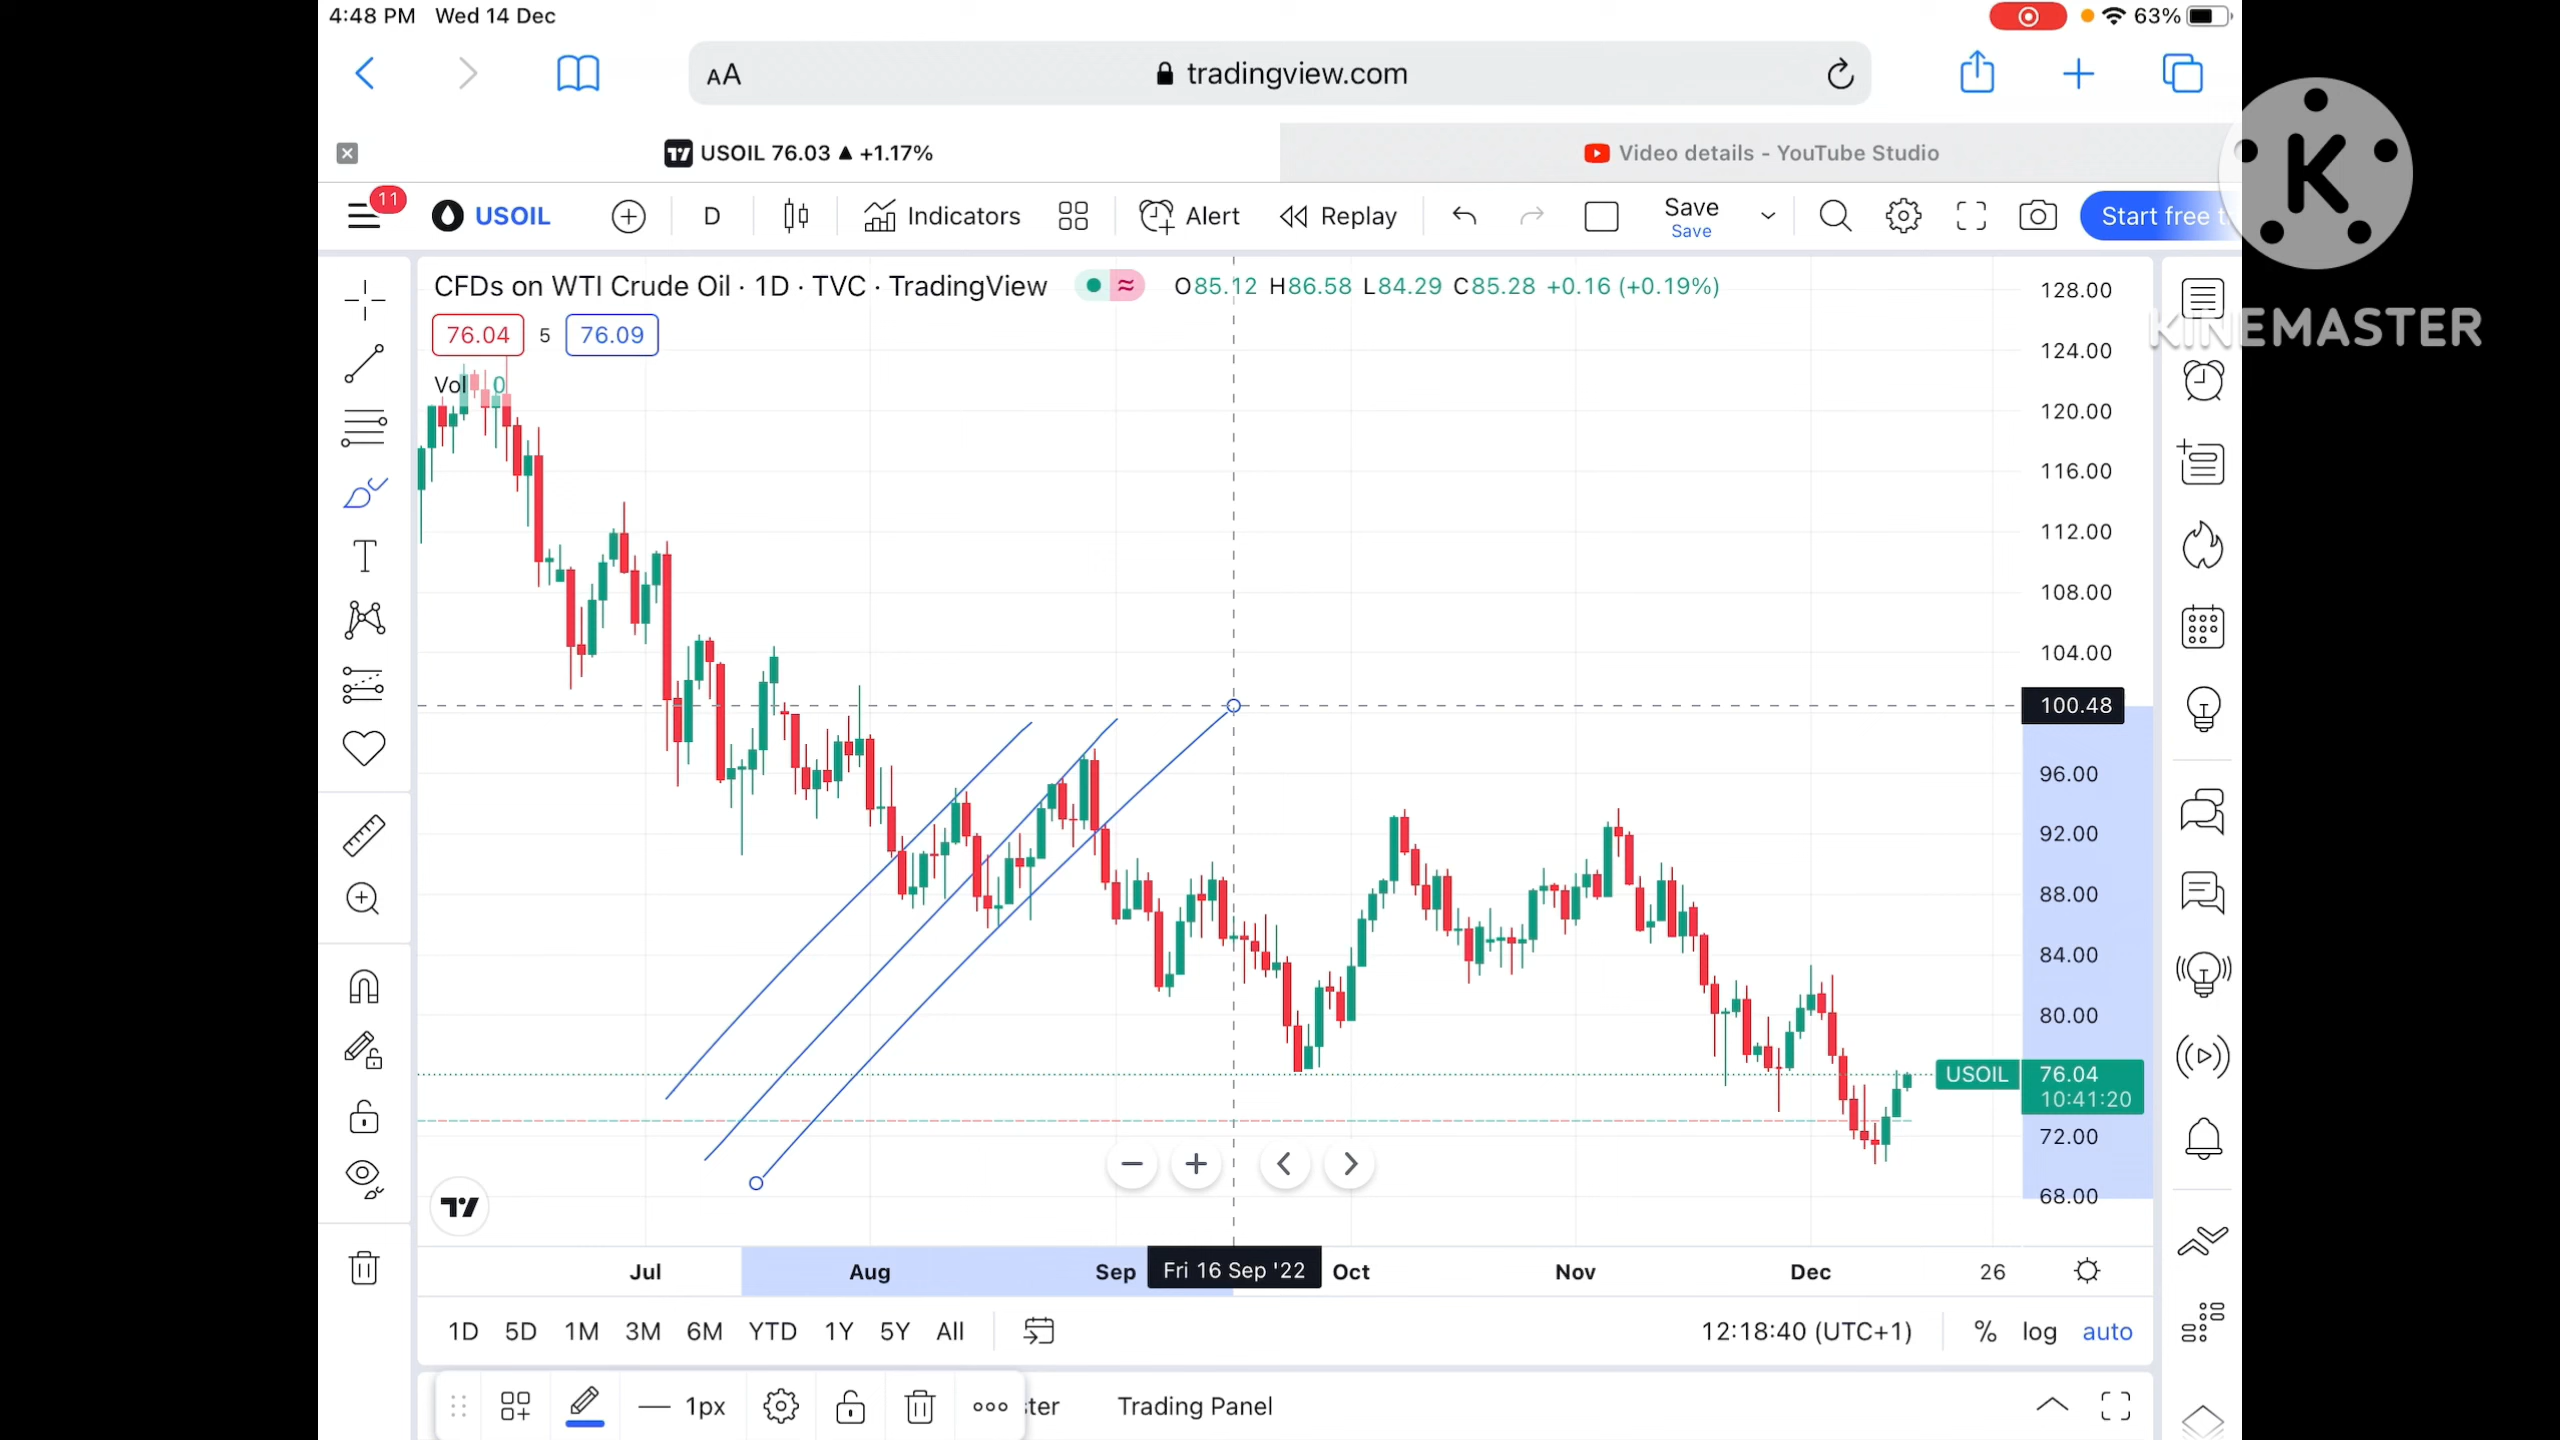 4:48 PM Wed 14 Dec 63%
AA tradingview.com
USOIL 76.03 ▲ +1.17% Video details - YouTube Studio
11 USOIL D Indicators Alert Replay Save Start free t
Save
K
KINEMASTER
CFDs on WTI Crude Oil · 1D · TVC · TradingView O85.12 H86.58 L84.29 C85.28 +0.16 (+0.19%)
76.04 5 76.09
Vol 0
128.00
124.00
120.00
116.00
112.00
108.00
104.00
100.48
96.00
92.00
88.00
84.00
80.00
USOIL 76.04
10:41:20
72.00
68.00
Jul Aug Sep Fri 16 Sep '22 Oct Nov Dec 26
1D 5D 1M 3M 6M YTD 1Y 5Y All 12:18:40 (UTC+1) % log auto
1px ster Trading Panel